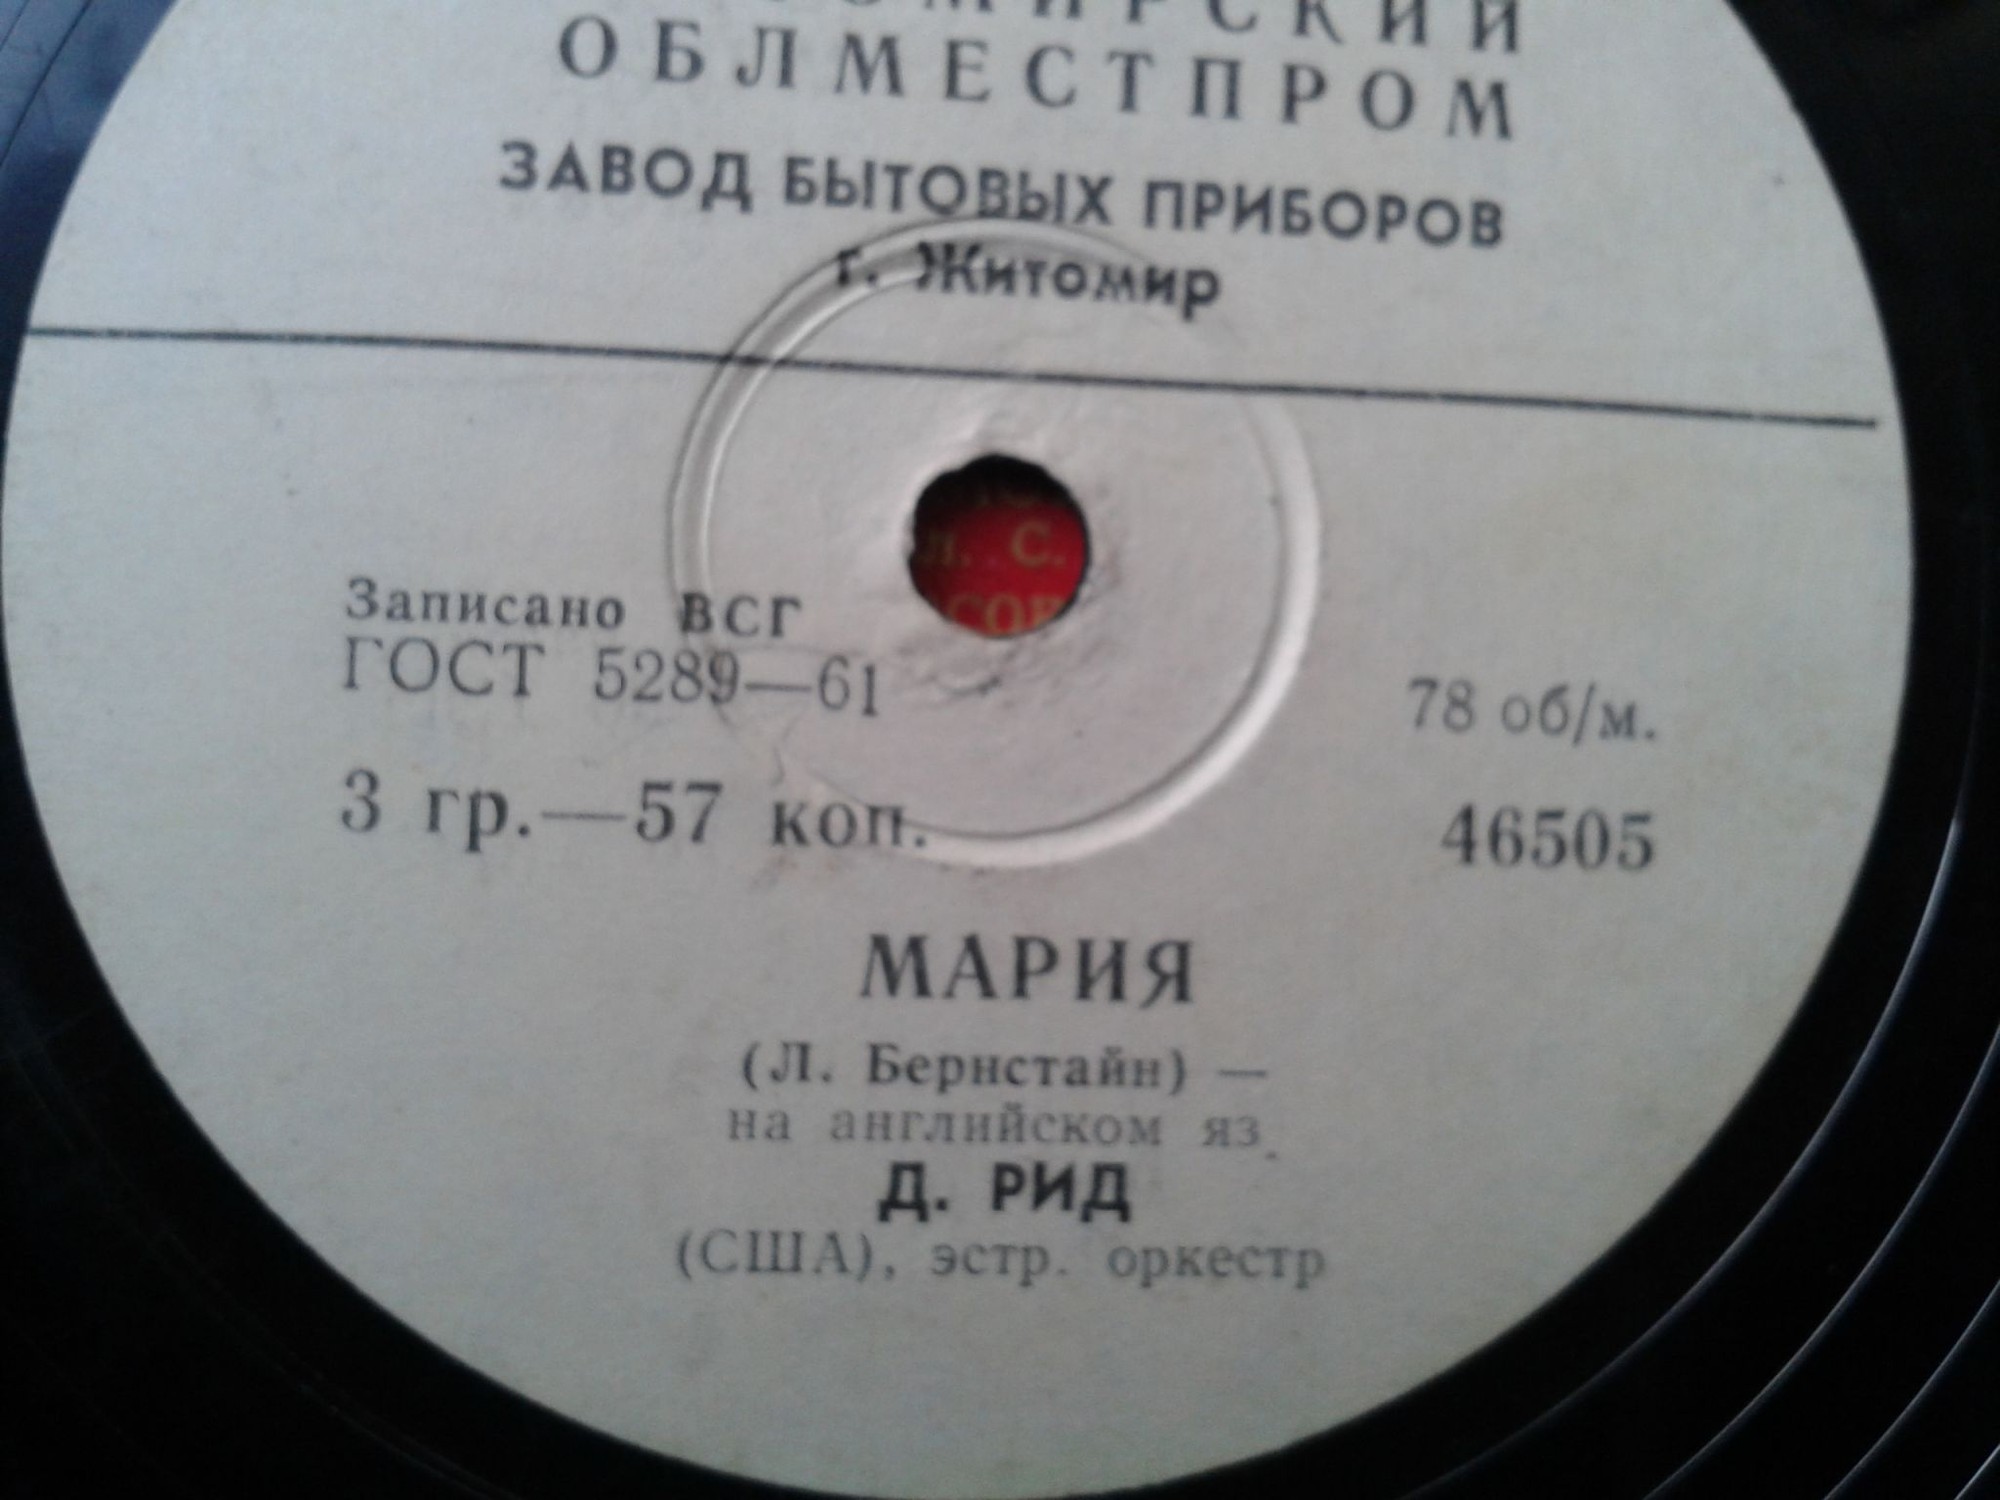 ОБЛМЕСТПРОМ
ЗАВОД БЫТОВЫХ ПРИБОРОВ
г. Житомир
Л. С.
Записано ВСГ
ГОСТ 5289—61
78 об/м.
3 гр.—57 коп.
46505
МАРИЯ
(Л. Бернстайн) —
на английском яз.
Д. РИД
(США), эстр. оркестр